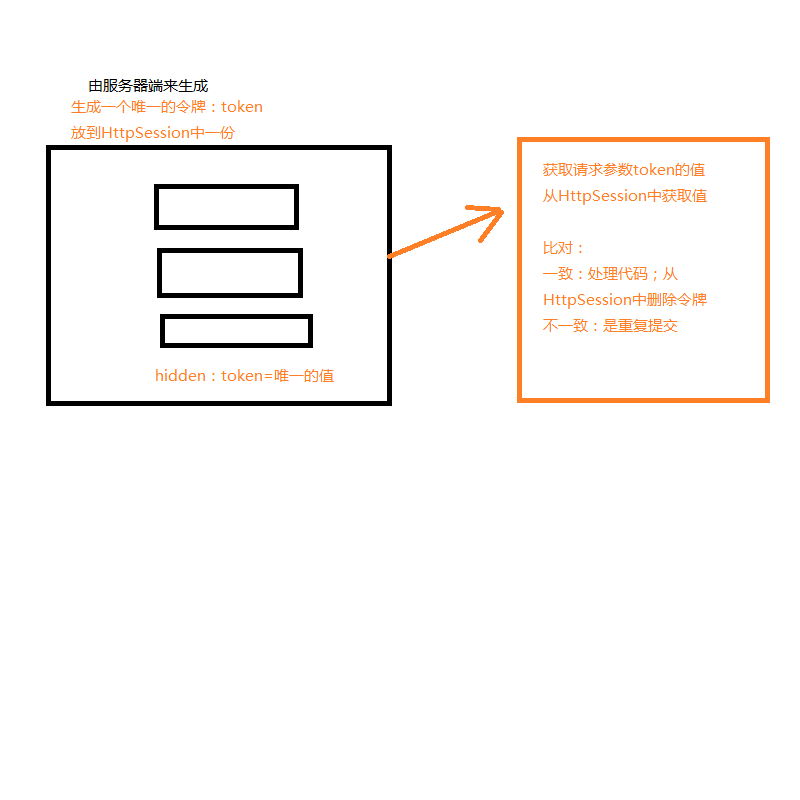 由服务器端来生成
生成一个唯一的令牌：token
放到HttpSession中一份
获取请求参数token的值
从HttpSession中获取值
比对：
一致：处理代码；从
HttpSession中删除令牌
不一致：是重复提交
hidden：token=唯一的值